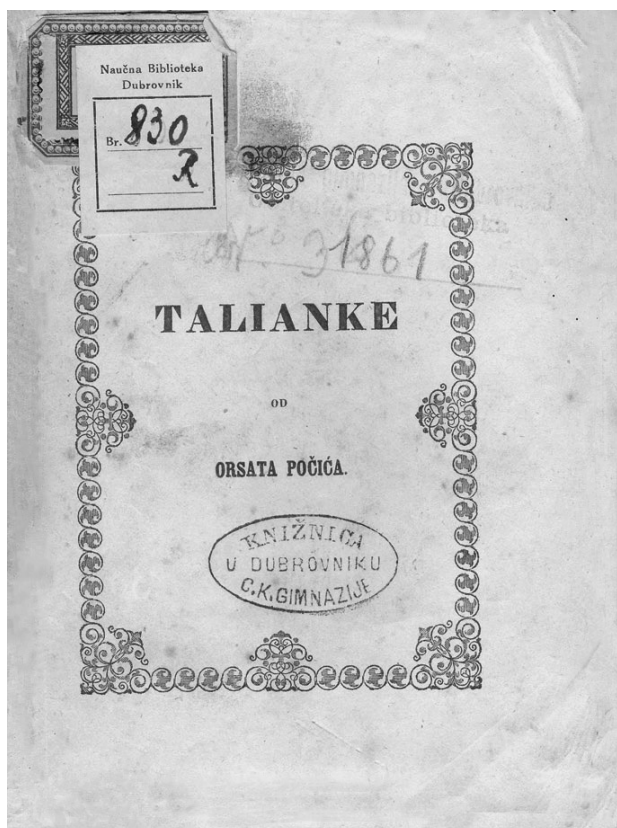 Naučna Biblioteka
Dubrovnik
Br. 830
R
No 31861
TALIANKE
OD
ORSATA POČIĆA.
KNIŽNICA
U DUBROVNIKU
C.K. GIMNAZIJE